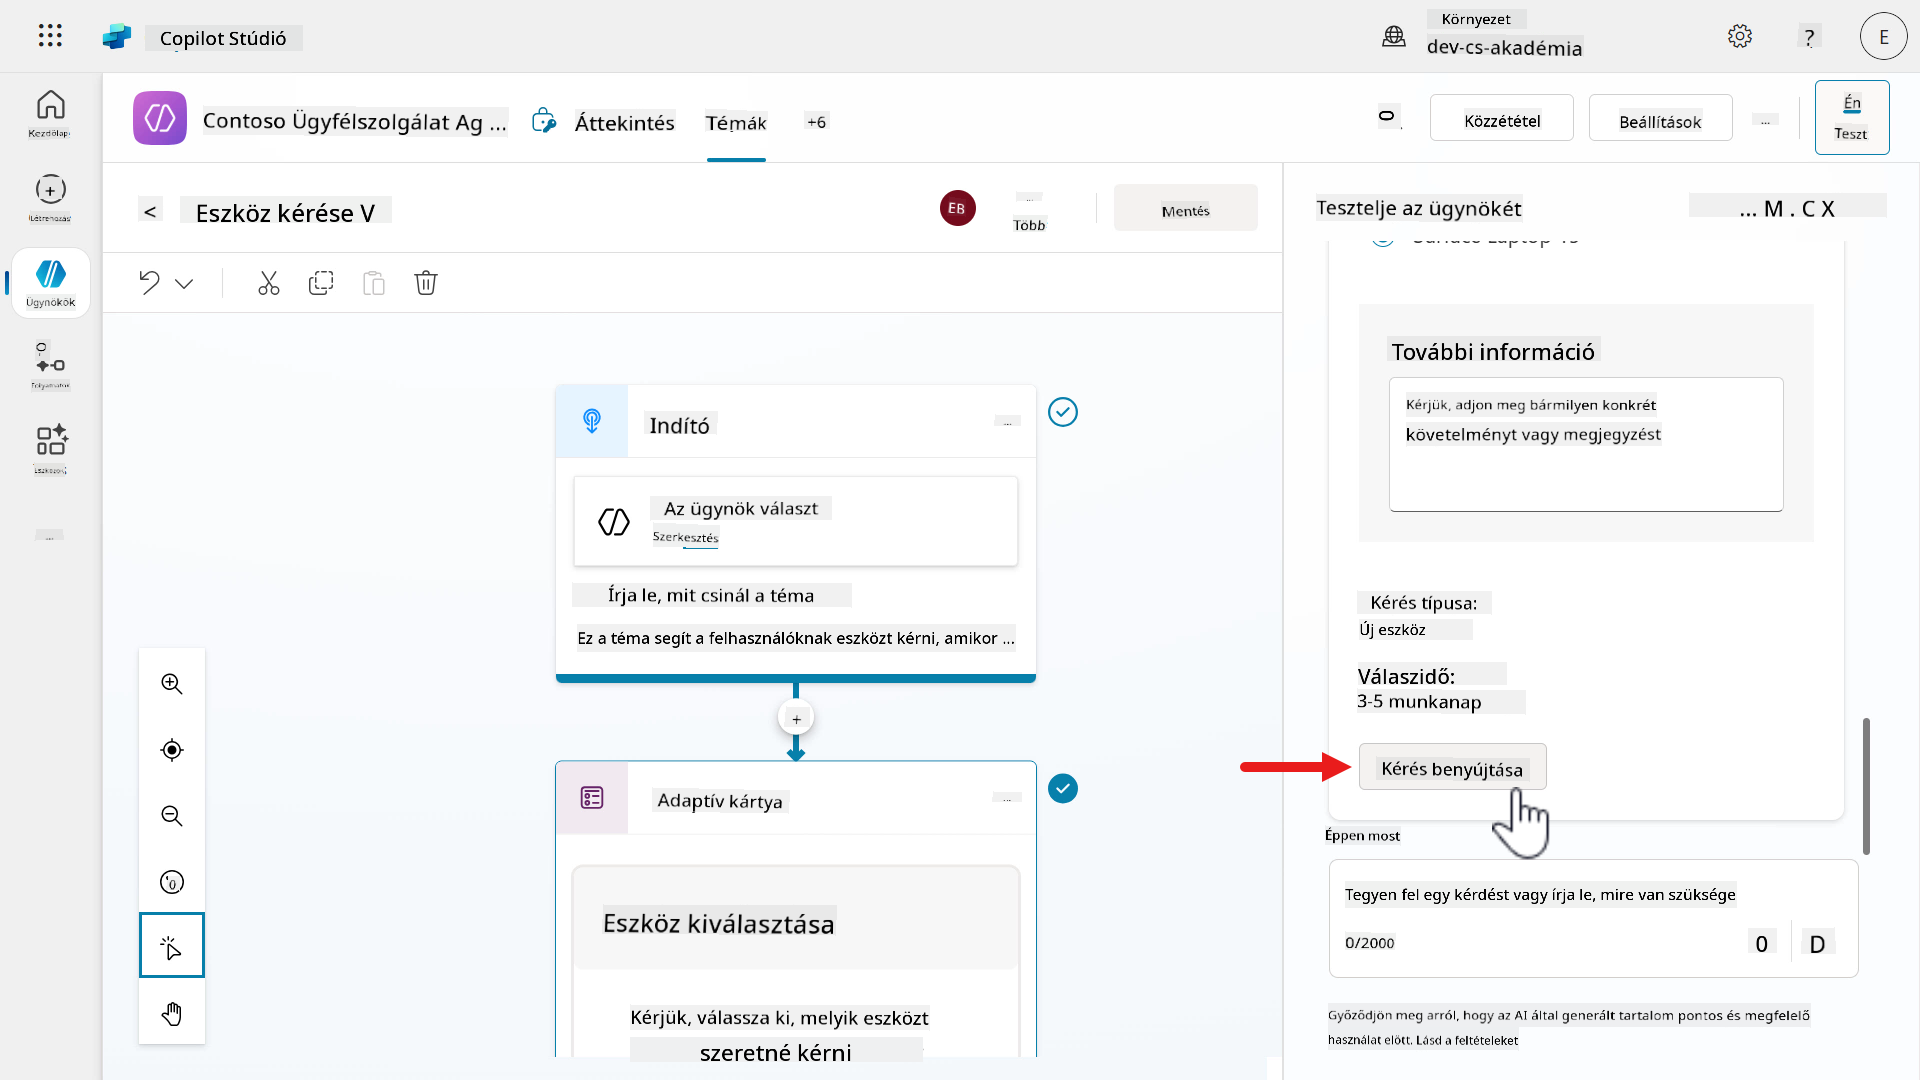 Copilot Stúdió
Környezet
dev-cs-akadémia
?
E
Kezdőlap
Létrehozás
Ügynökök
Folyamatok
Eszközök
Contoso Ügyfélszolgálat Ag ...
Áttekintés
Témák
+6
Közzététel
Beállítások
...
Én
Teszt
<
Eszköz kérése V
EB
...
Több
Mentés
Indító
...
Az ügynök választ
Szerkesztés
Írja le, mit csinál a téma
Ez a téma segít a felhasználóknak eszközt kérni, amikor ...
+
Adaptív kártya
...
Eszköz kiválasztása
Kérjük, válassza ki, melyik eszközt
szeretné kérni
Tesztelje az ügynökét
... M . C X
További információ
Kérjük, adjon meg bármilyen konkrét
követelményt vagy megjegyzést
Kérés típusa:
Új eszköz
Válaszidő:
3-5 munkanap
Kérés benyújtása
Éppen most
Tegyen fel egy kérdést vagy írja le, mire van szüksége
0/2000
0
D
Győződjön meg arról, hogy az AI által generált tartalom pontos és megfelelő
használat előtt. Lásd a feltételeket